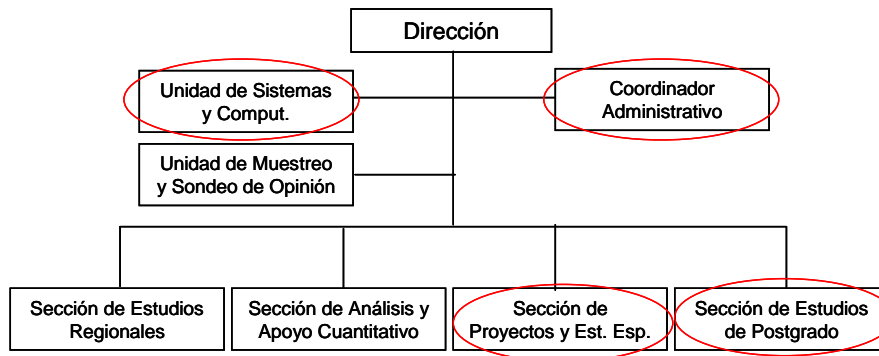 Dirección
Unidad de Sistemas
y Comput.
Coordinador
Administrativo
Unidad de Muestreo
y Sondeo de Opinión
Sección de Estudios
Regionales
Sección de Análisis y
Apoyo Cuantitativo
Sección de
Proyectos y Est. Esp.
Sección de Estudios
de Postgrado